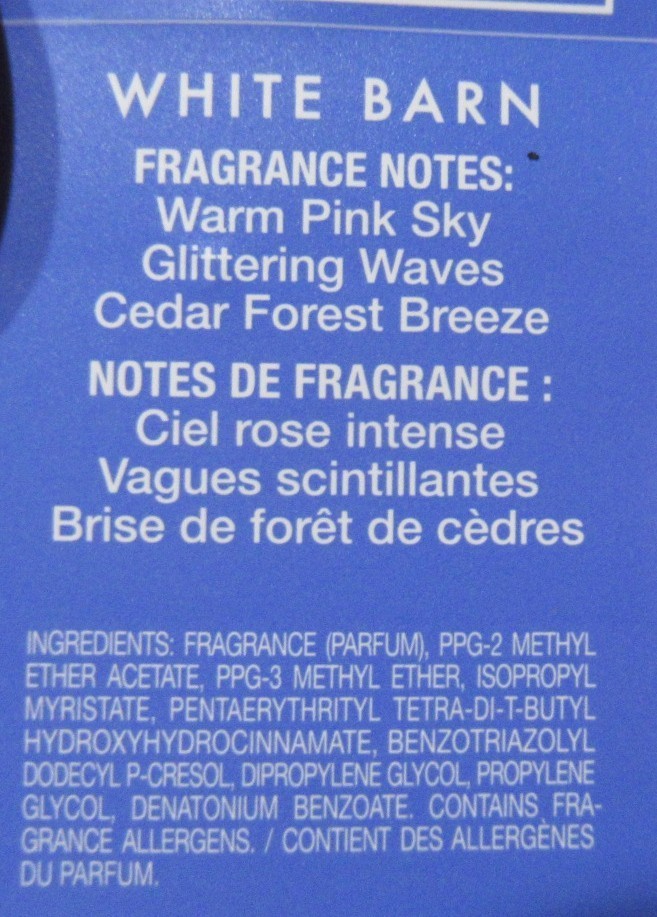 WHITE BARN
FRAGRANCE NOTES:
Warm Pink Sky
Glittering Waves
Cedar Forest Breeze
NOTES DE FRAGRANCE :
Ciel rose intense
Vagues scintillantes
Brise de forêt de cèdres
INGREDIENTS: FRAGRANCE (PARFUM), PPG-2 METHYL
ETHER ACETATE, PPG-3 METHYL ETHER, ISOPROPYL
MYRISTATE, PENTAERYTHRITYL TETRA-DI-T-BUTYL
HYDROXYHYDROCINNAMATE, BENZOTRIAZOLYL
DODECYL P-CRESOL, DIPROPYLENE GLYCOL, PROPYLENE
GLYCOL, DENATONIUM BENZOATE. CONTAINS FRA-
GRANCE ALLERGENS. / CONTIENT DES ALLERGÈNES
DU PARFUM.